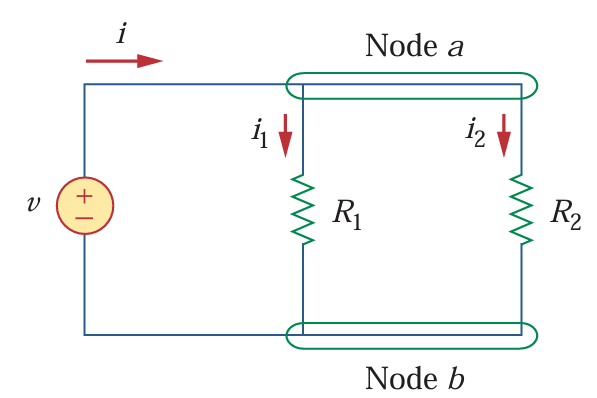 i
Node a
i₁
i₂
v
+
−
R₁
R₂
Node b